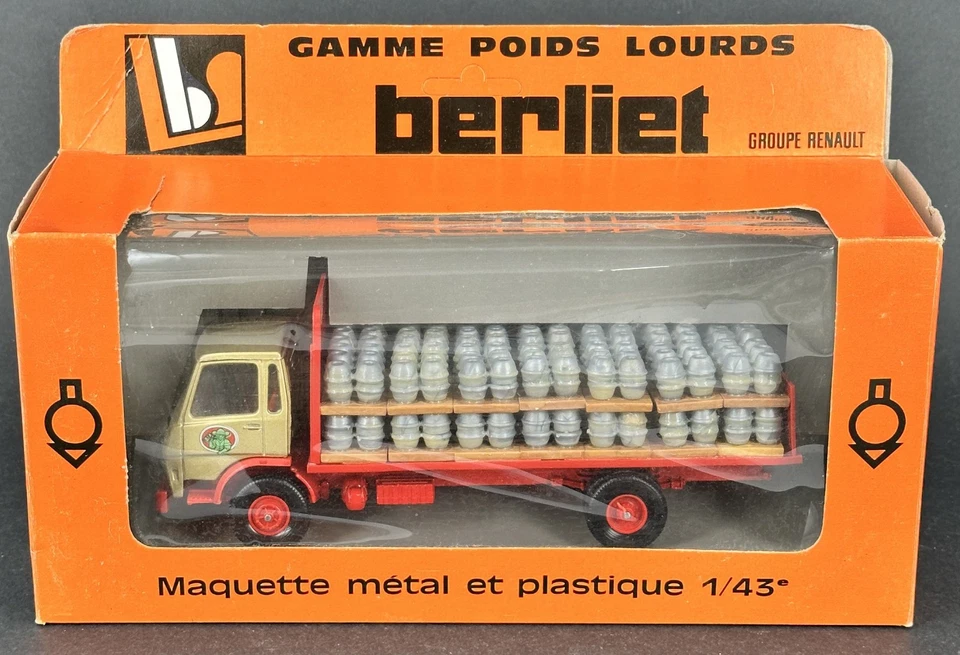 GAMME POIDS LOURDS
berliet
GROUPE RENAULT
Maquette métal et plastique 1/43ᵉ